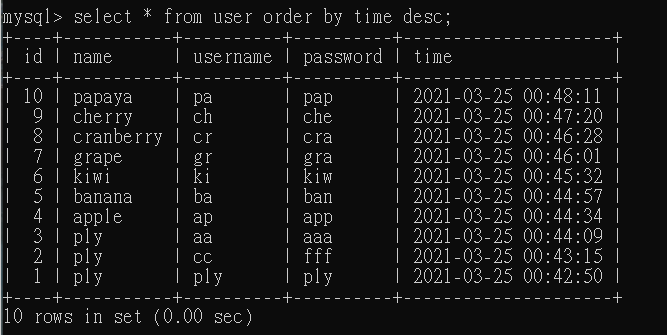 mysql> select * from user order by time desc;
+----+-----------+----------+----------+---------------------+
| id | name      | username | password | time                |
+----+-----------+----------+----------+---------------------+
| 10 | papaya    | pa       | pap      | 2021-03-25 00:48:11 |
|  9 | cherry    | ch       | che      | 2021-03-25 00:47:20 |
|  8 | cranberry | cr       | cra      | 2021-03-25 00:46:28 |
|  7 | grape     | gr       | gra      | 2021-03-25 00:46:01 |
|  6 | kiwi      | ki       | kiw      | 2021-03-25 00:45:32 |
|  5 | banana    | ba       | ban      | 2021-03-25 00:44:57 |
|  4 | apple     | ap       | app      | 2021-03-25 00:44:34 |
|  3 | ply       | aa       | aaa      | 2021-03-25 00:44:09 |
|  2 | ply       | cc       | fff      | 2021-03-25 00:43:15 |
|  1 | ply       | ply      | ply      | 2021-03-25 00:42:50 |
+----+-----------+----------+----------+---------------------+
10 rows in set (0.00 sec)